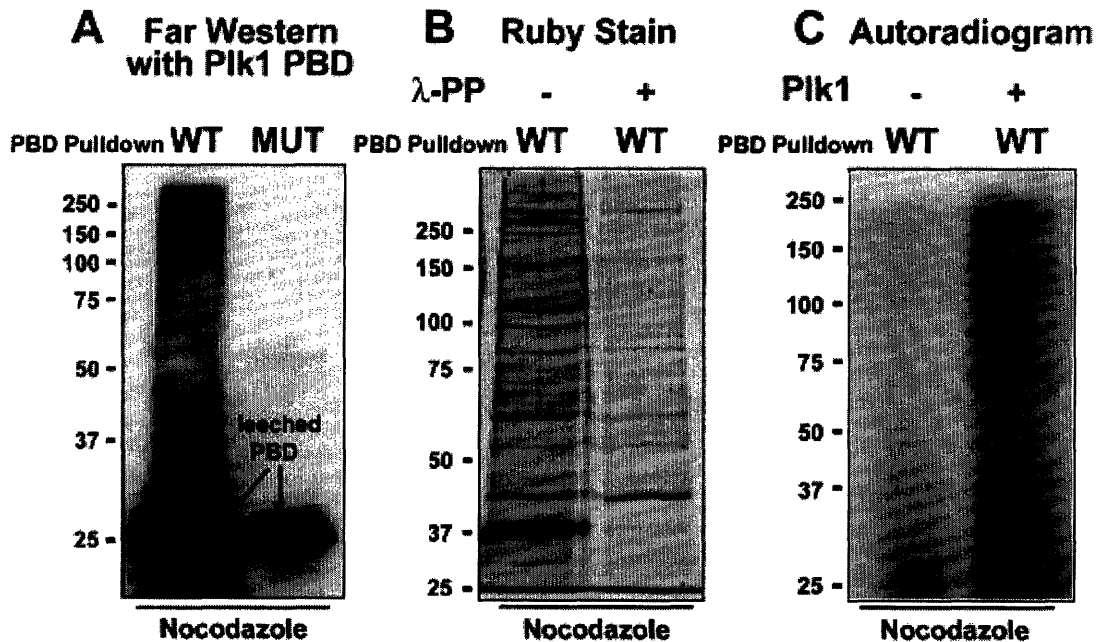 A Far Western
with Plk1 PBD
PBD Pulldown WT MUT
250
150
100
75
50
37
25
leeched
PBD
Nocodazole
B Ruby Stain
λ-PP - +
PBD Pulldown WT WT
250
150
100
75
50
37
25
Nocodazole
C Autoradiogram
Plk1 - +
PBD Pulldown WT WT
250
150
100
75
50
37
25
Nocodazole